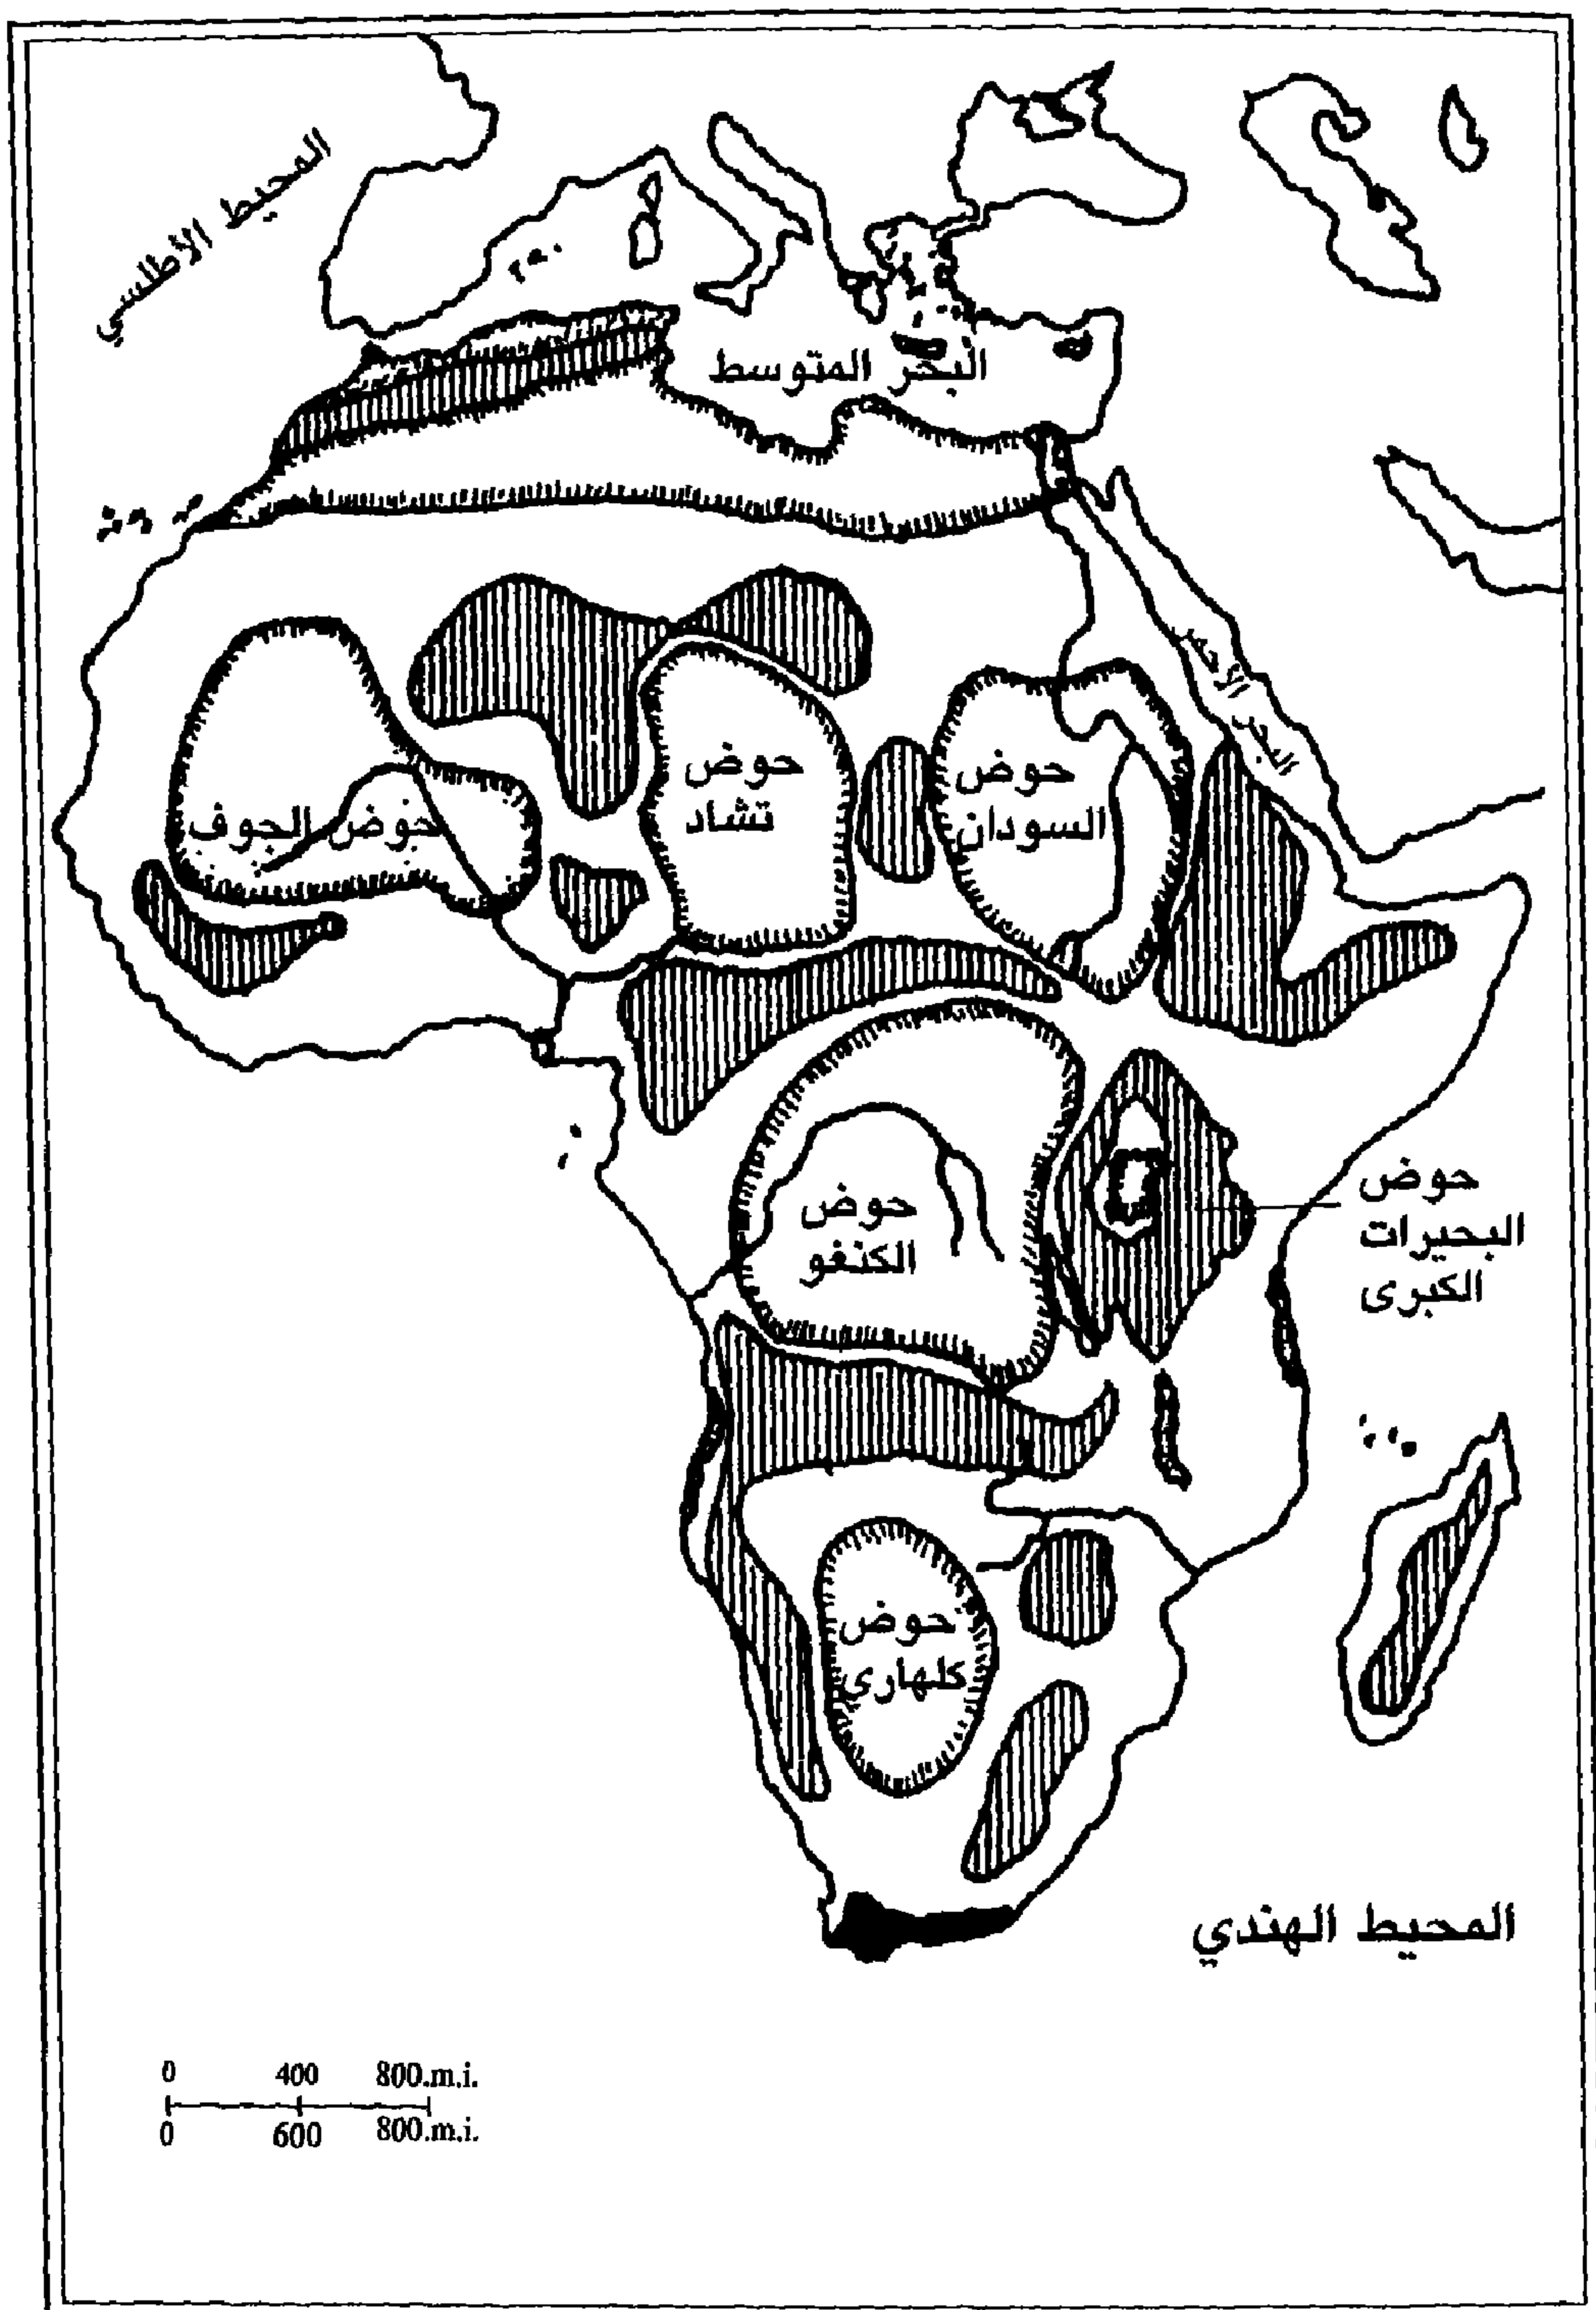 المحيط الأطلسي
البحر المتوسط
البحر الأحمر
حوض
تشاد
حوض
السودان
حوض الجوف
حوض
الكنغو
حوض
البحيرات
الكبرى
حوض
كلهاري
المحيط الهندي
0 400 800.m.i.
0 600 800.m.i.